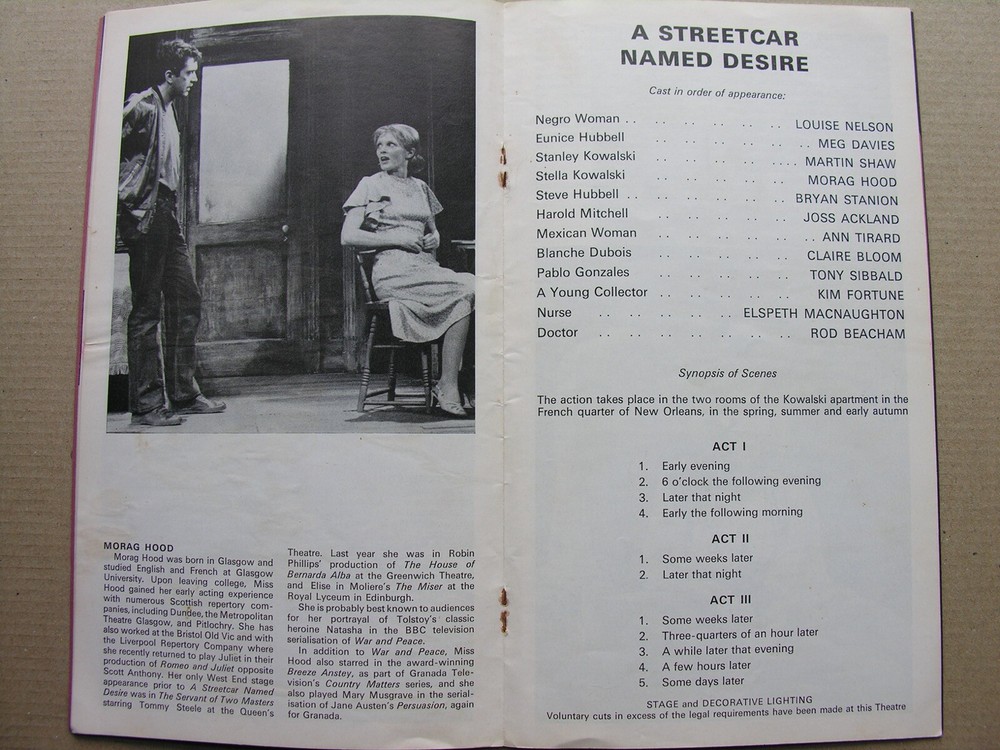 MORAG HOOD
Morag Hood was born in Glasgow and
studied English and French at Glasgow
University. Upon leaving college, Miss
Hood gained her early acting experience
with numerous Scottish repertory com-
panies, including Dundee, the Metropolitan
Theatre Glasgow, and Pitlochry. She has
also worked at the Bristol Old Vic and with
the Liverpool Repertory Company where
she recently returned to play Juliet in their
production of Romeo and Juliet opposite
Scott Anthony. Her only West End stage
appearance prior to A Streetcar Named
Desire was in The Servant of Two Masters
starring Tommy Steele at the Queen's
Theatre. Last year she was in Robin
Phillips' production of The House of
Bernarda Alba at the Greenwich Theatre,
and Elise in Moliere's The Miser at the
Royal Lyceum in Edinburgh.
She is probably best known to audiences
for her portrayal of Tolstoy's classic
heroine Natasha in the BBC television
serialisation of War and Peace.
In addition to War and Peace, Miss
Hood also starred in the award-winning
Breeze Anstey, as part of Granada Tele-
vision's Country Matters series, and she
also played Mary Musgrave in the serial-
isation of Jane Austen's Persuasion, again
for Granada.
A STREETCAR
NAMED DESIRE
Cast in order of appearance:
Negro Woman .. .. .. .. .. .. LOUISE NELSON
Eunice Hubbell .. .. .. .. .. .. MEG DAVIES
Stanley Kowalski .. .. .. .. .... MARTIN SHAW
Stella Kowalski .. .. .. .. .. MORAG HOOD
Steve Hubbell .. .. .. .. .. .. BRYAN STANION
Harold Mitchell .. .. .. .. .. JOSS ACKLAND
Mexican Woman .. .. .. .. .. .. ANN TIRARD
Blanche Dubois .. .. .. .. .. CLAIRE BLOOM
Pablo Gonzales .. .. .. .. .. TONY SIBBALD
A Young Collector .. .. .. .. .. KIM FORTUNE
Nurse .. .. .. .. .. ELSPETH MACNAUGHTON
Doctor .. .. .. .. .. .. .. ROD BEACHAM
Synopsis of Scenes
The action takes place in the two rooms of the Kowalski apartment in the
French quarter of New Orleans, in the spring, summer and early autumn
ACT I
1. Early evening
2. 6 o'clock the following evening
3. Later that night
4. Early the following morning
ACT II
1. Some weeks later
2. Later that night
ACT III
1. Some weeks later
2. Three-quarters of an hour later
3. A while later that evening
4. A few hours later
5. Some days later
STAGE and DECORATIVE LIGHTING
Voluntary cuts in excess of the legal requirements have been made at this Theatre